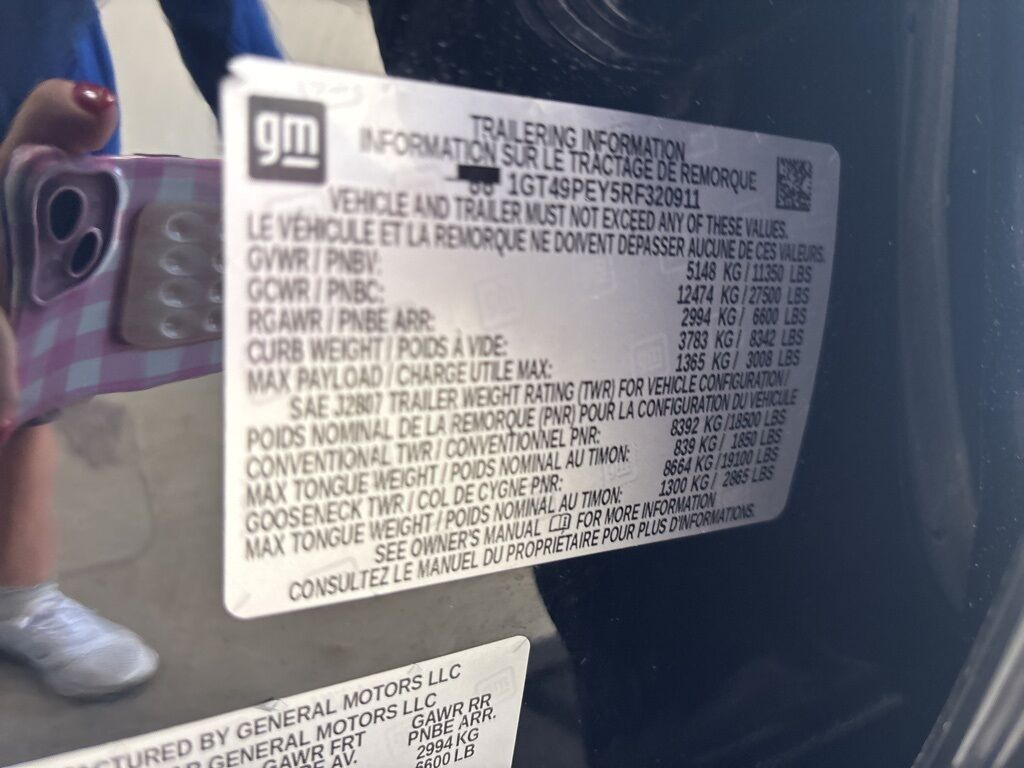 gm
TRAILERING INFORMATION
INFORMATION SUR LE TRACTAGE DE REMORQUE
1GT49PEY5RF320911
VEHICLE AND TRAILER MUST NOT EXCEED ANY OF THESE VALUES.
LE VÉHICULE ET LA REMORQUE NE DOIVENT DÉPASSER AUCUNE DE CES VALEURS.
GVWR / PNBV: 5148 KG / 11350 LBS
GCWR / PNBC: 12474 KG / 27500 LBS
RGAWR / PNBE ARR: 2994 KG / 6600 LBS
CURB WEIGHT / POIDS À VIDE: 3783 KG / 8342 LBS
MAX PAYLOAD / CHARGE UTILE MAX: 1365 KG / 3008 LBS
SAE J2807 TRAILER WEIGHT RATING (TWR) FOR VEHICLE CONFIGURATION /
POIDS NOMINAL DE LA REMORQUE (PNR) POUR LA CONFIGURATION DU VÉHICULE
CONVENTIONAL TWR / CONVENTIONNEL PNR: 8392 KG / 18500 LBS
MAX TONGUE WEIGHT / POIDS NOMINAL AU TIMON: 839 KG / 1850 LBS
GOOSENECK TWR / COL DE CYGNE PNR: 8664 KG / 19100 LBS
MAX TONGUE WEIGHT / POIDS NOMINAL AU TIMON: 1300 KG / 2865 LBS
SEE OWNER'S MANUAL FOR MORE INFORMATION
CONSULTEZ LE MANUEL DU PROPRIÉTAIRE POUR PLUS D'INFORMATIONS.
CTURED BY GENERAL MOTORS LLC
GENERAL MOTORS LLC
GAWR FRT GAWR RR
AV. PNBE ARR.
2994 KG
6600 LB